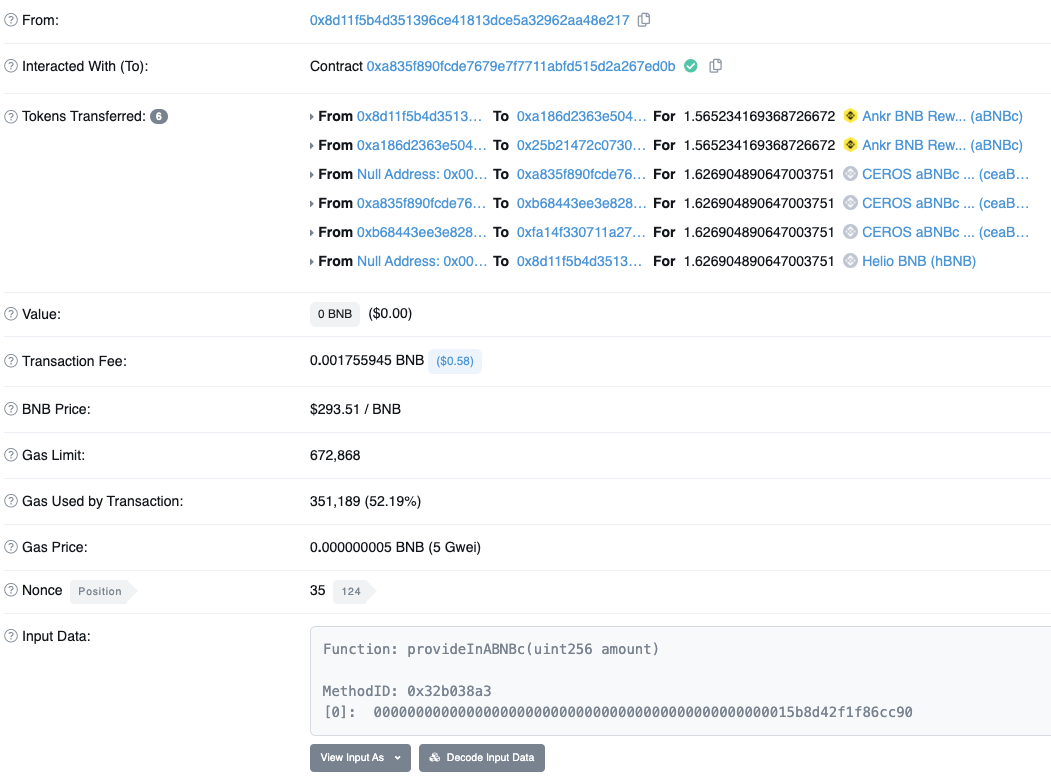 From: 0x8d11f5b4d351396ce41813dce5a32962aa48e217
Interacted With (To): Contract 0xa835f890fcde7679e7f7711abfd515d2a267ed0b
Tokens Transferred: 6 From 0x8d11f5b4d3513... To 0xa186d2363e504... For 1.565234169368726672 Ankr BNB Rew... (aBNBc)
From 0xa186d2363e504... To 0x25b21472c0730... For 1.565234169368726672 Ankr BNB Rew... (aBNBc)
From Null Address: 0x00... To 0xa835f890fcde76... For 1.626904890647003751 CEROS aBNBc ... (ceaB...
From 0xa835f890fcde76... To 0xb68443ee3e828... For 1.626904890647003751 CEROS aBNBc ... (ceaB...
From 0xb68443ee3e828... To 0xfa14f330711a27... For 1.626904890647003751 CEROS aBNBc ... (ceaB...
From Null Address: 0x00... To 0x8d11f5b4d3513... For 1.626904890647003751 Helio BNB (hBNB)
Value: 0 BNB ($0.00)
Transaction Fee: 0.001755945 BNB ($0.58)
BNB Price: $293.51 / BNB
Gas Limit: 672,868
Gas Used by Transaction: 351,189 (52.19%)
Gas Price: 0.000000005 BNB (5 Gwei)
Nonce Position 35 124
Input Data: Function: provideInABNBc(uint256 amount)
MethodID: 0x32b038a3
[0]: 00000000000000000000000000000000000000000000000015b8d42f1f86cc90
View Input As Decode Input Data